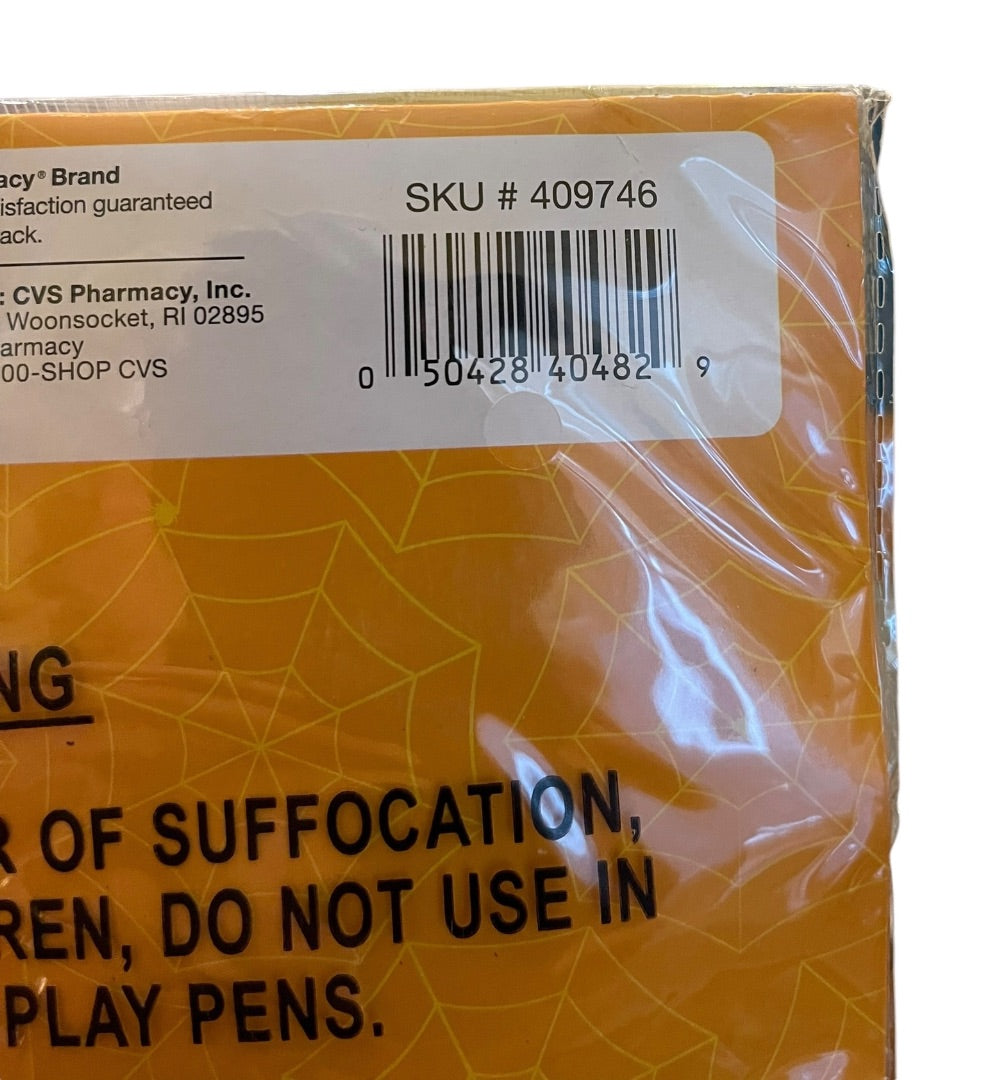 acy® Brand
isfaction guaranteed
ack.
: CVS Pharmacy, Inc.
Woonsocket, RI 02895
armacy
00-SHOP CVS
SKU # 409746
0 50428 40482 9
NG
R OF SUFFOCATION,
REN, DO NOT USE IN
PLAY PENS.